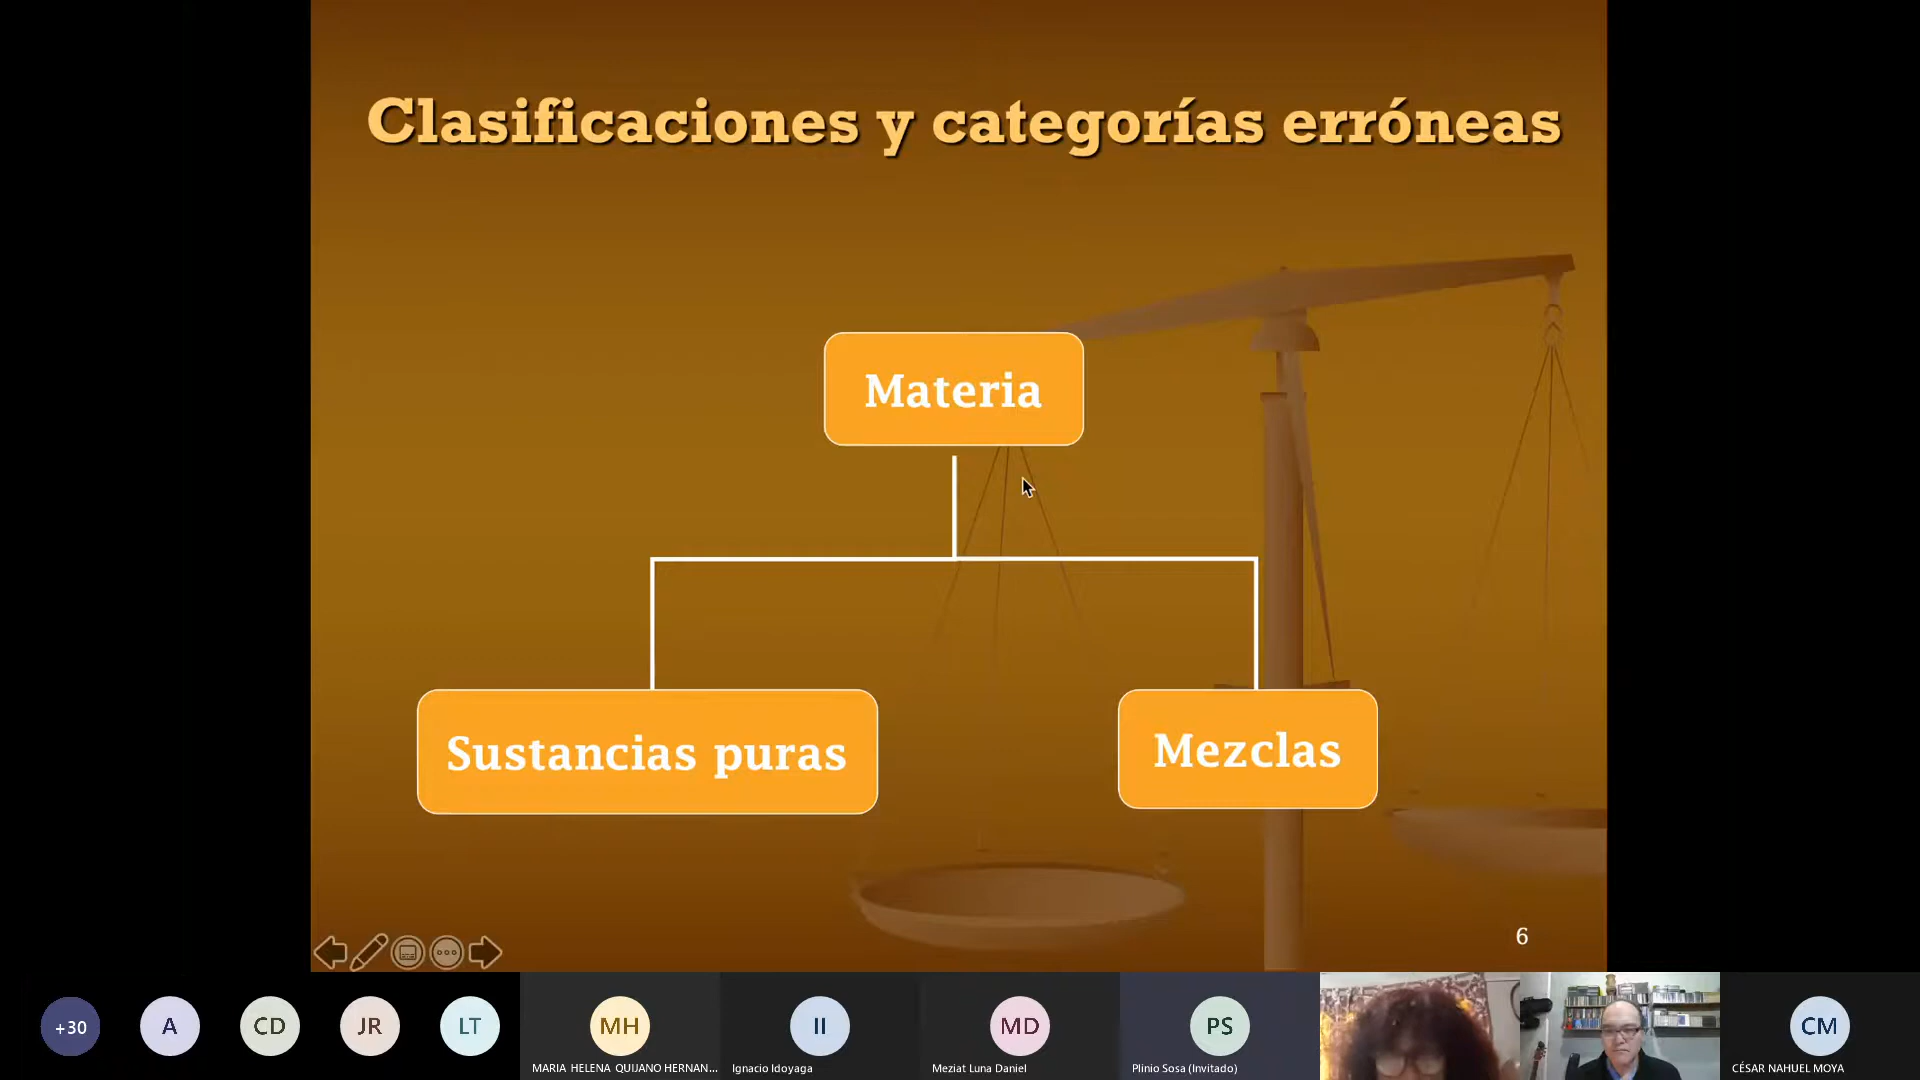 Clasificaciones y categorías erróneas
Materia
Sustancias puras
Mezclas
6
+30
A
CD
JR
LT
MH
II
MD
PS
CM
MARIA HELENA QUIJANO HERNAN...
Ignacio Idoyaga
Meziat Luna Daniel
Plinio Sosa (Invitado)
CÉSAR NAHUEL MOYA